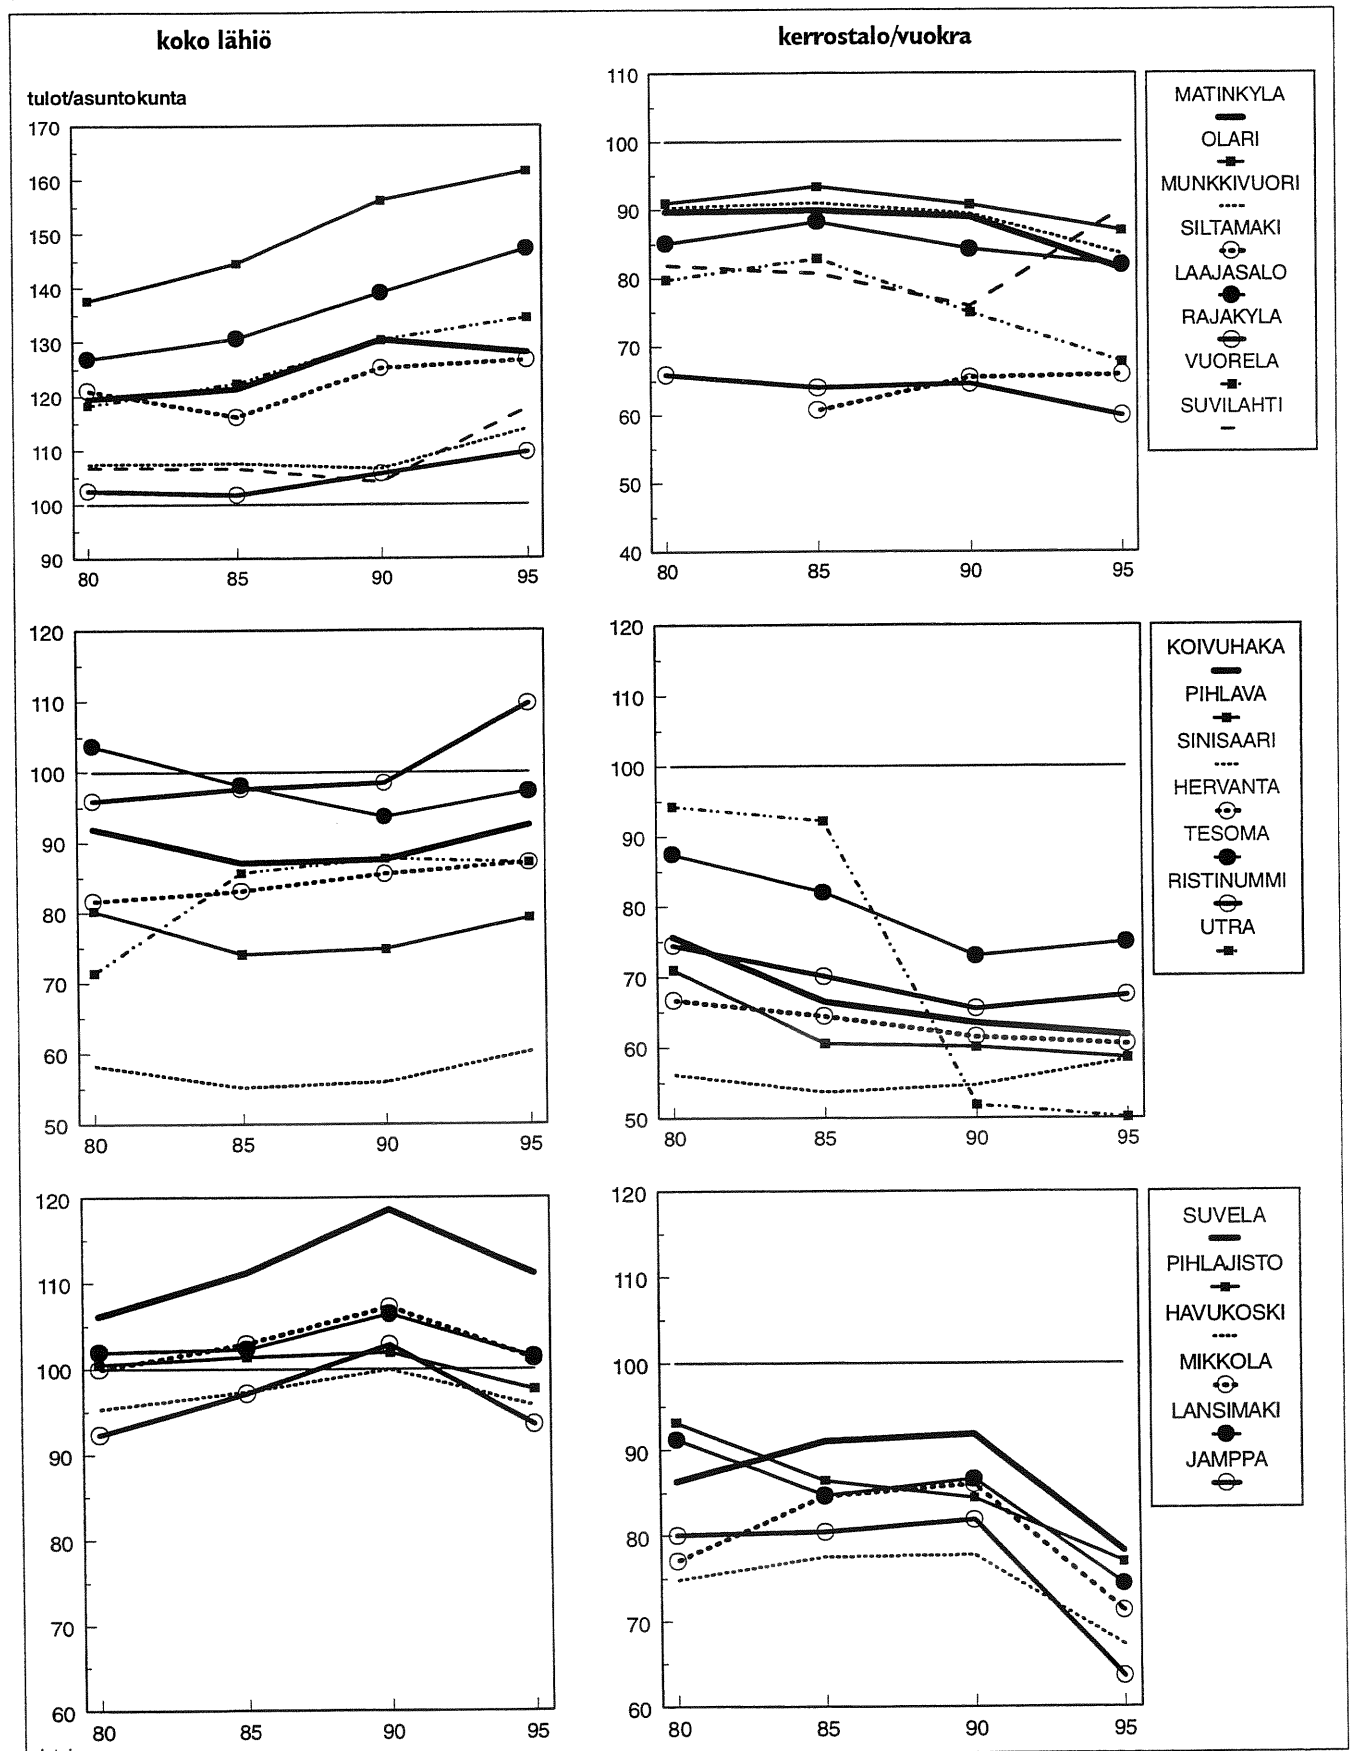 koko lähiö
kerrostalo/vuokra
tulot/asuntokunta
170
160
150
140
130
120
110
100
90
80 85 90 95
110
100
90
80
70
60
50
40
80 85 90 95
MATINKYLA
OLARI
MUNKKIVUORI
SILTAMAKI
LAAJASALO
RAJAKYLA
VUORELA
SUVILAHTI
120
110
100
90
80
70
60
50
80 85 90 95
120
110
100
90
80
70
60
50
80 85 90 95
KOIVUHAKA
PIHLAVA
SINISAARI
HERVANTA
TESOMA
RISTINUMMI
UTRA
120
110
100
90
80
70
60
80 85 90 95
120
110
100
90
80
70
60
80 85 90 95
SUVELA
PIHLAJISTO
HAVUKOSKI
MIKKOLA
LANSIMAKI
JAMPPA